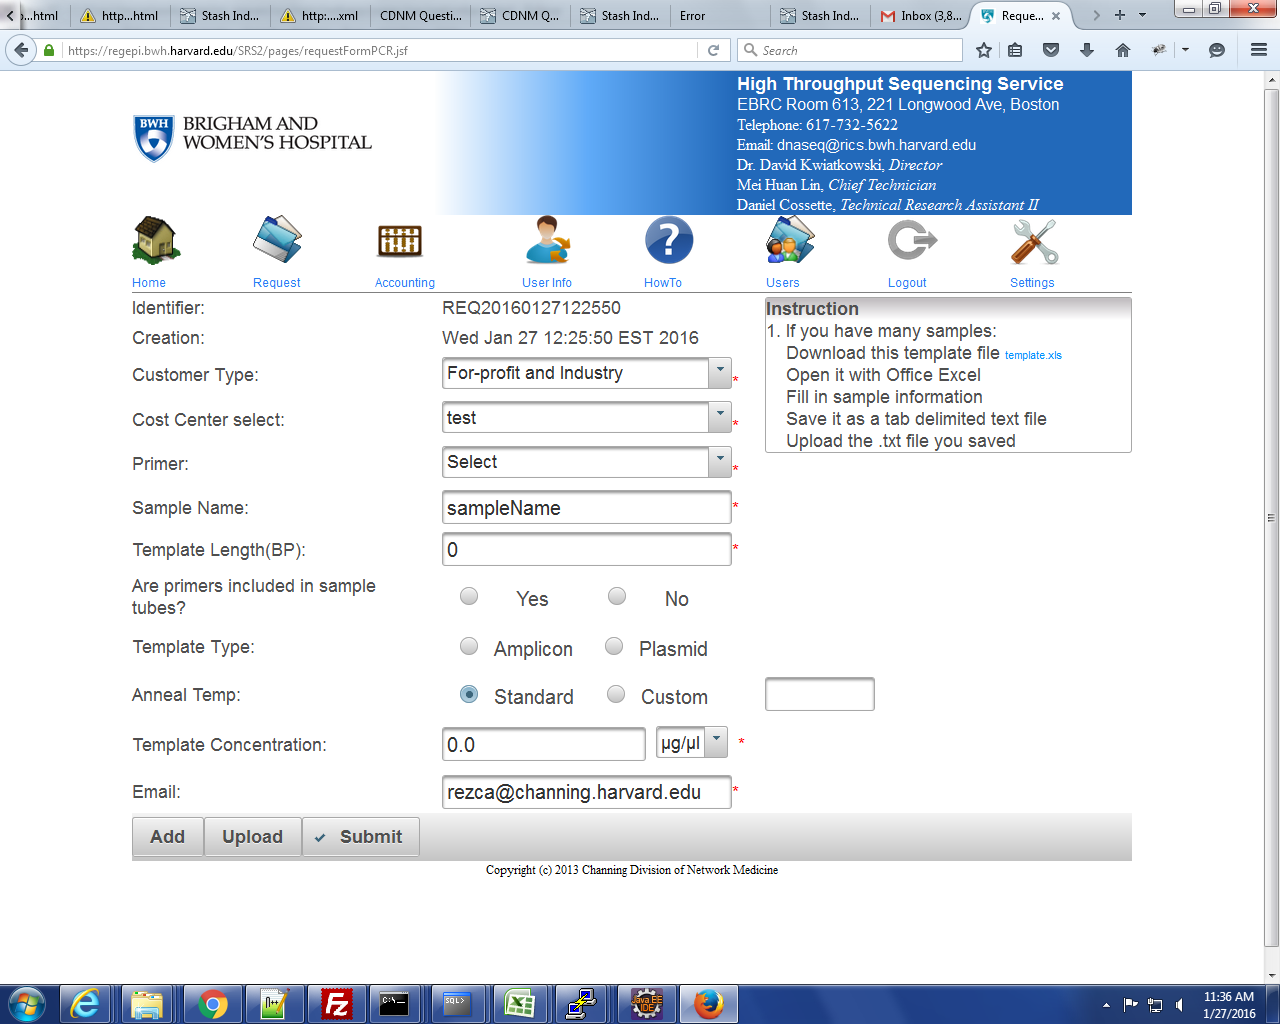 ...html
http...html
Stash Ind...
http:....xml
CDNM Questi...
CDNM Q...
Stash Ind...
Error
Stash Ind...
Inbox (3,8...
Reque...
https://regepi.bwh.harvard.edu/SRS2/pages/requestFormPCR.jsf
Search
BWH
BRIGHAM AND
WOMEN'S HOSPITAL
High Throughput Sequencing Service
EBRC Room 613, 221 Longwood Ave, Boston
Telephone: 617-732-5622
Email: dnaseq@rics.bwh.harvard.edu
Dr. David Kwiatkowski, Director
Mei Huan Lin, Chief Technician
Daniel Cossette, Technical Research Assistant II
Home
Request
Accounting
User Info
HowTo
Users
Logout
Settings
Identifier: REQ20160127122550
Creation: Wed Jan 27 12:25:50 EST 2016
Customer Type: For-profit and Industry *
Cost Center select: test *
Primer: Select *
Sample Name: sampleName *
Template Length(BP): 0 *
Are primers included in sample
tubes?
Yes No
Template Type: Amplicon Plasmid
Anneal Temp: Standard Custom
Template Concentration: 0.0 µg/µl *
Email: rezca@channing.harvard.edu *
Instruction
1. If you have many samples:
Download this template file template.xls
Open it with Office Excel
Fill in sample information
Save it as a tab delimited text file
Upload the .txt file you saved
Add
Upload
Submit
Copyright (c) 2013 Channing Division of Network Medicine
C:\_
SQL>
Java EE
IDE
11:36 AM
1/27/2016